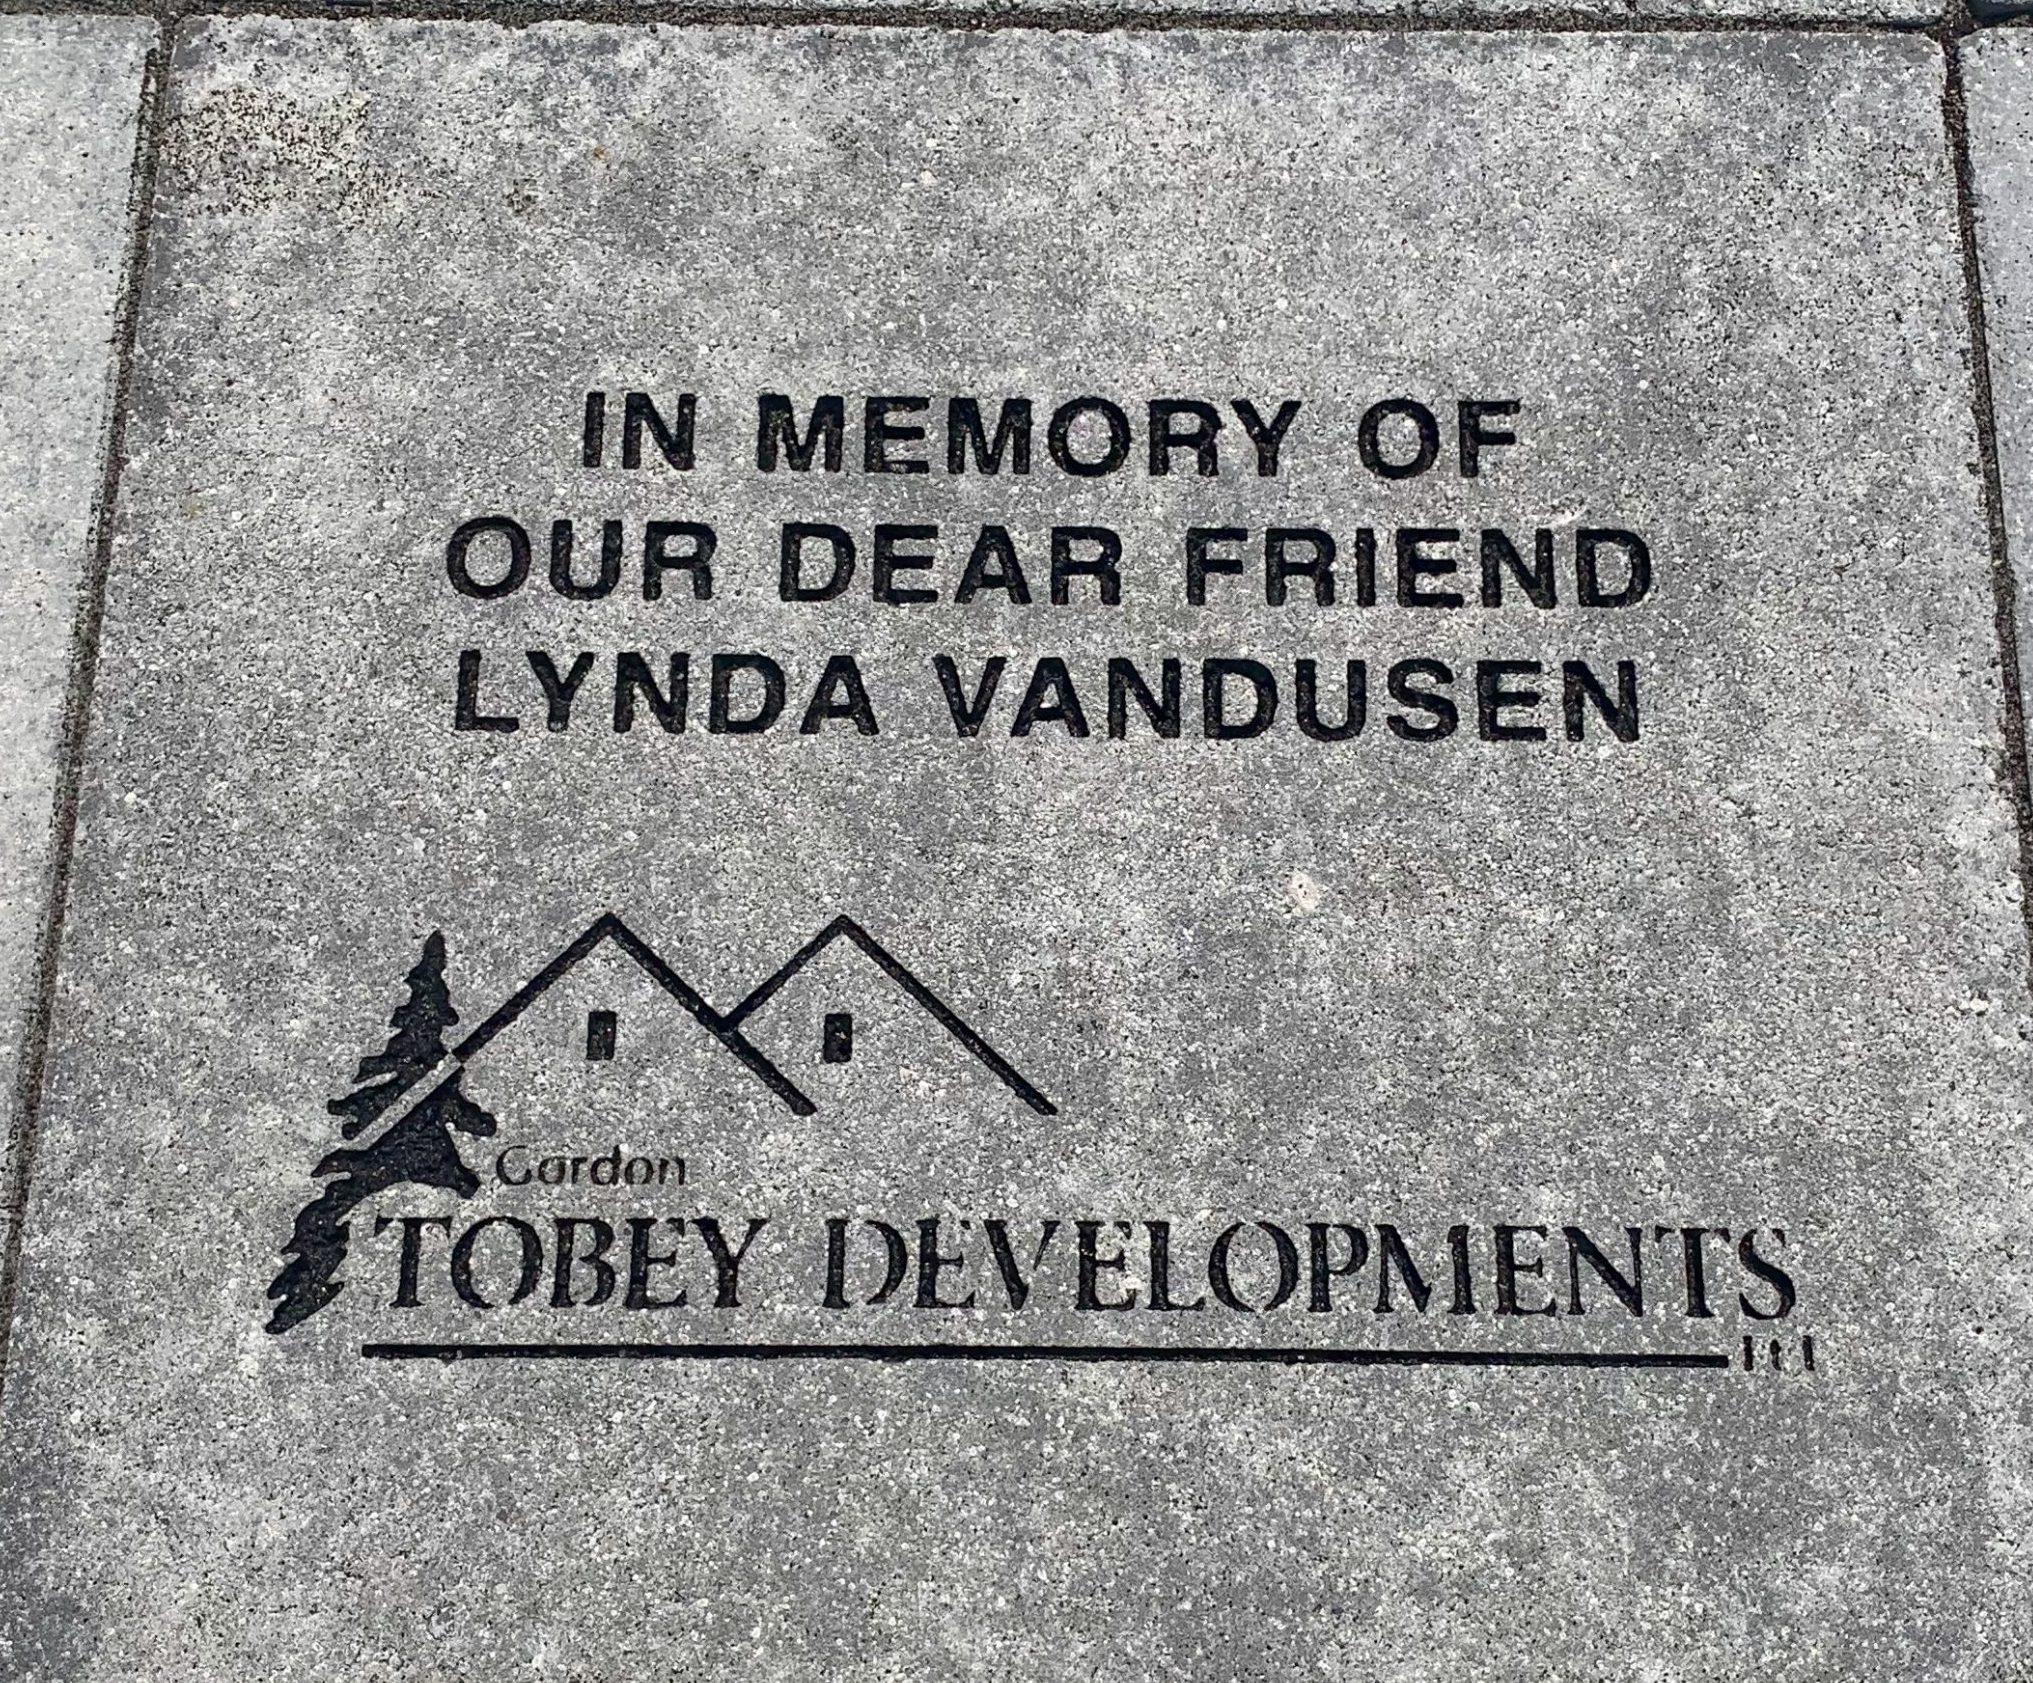 IN MEMORY OF
OUR DEAR FRIEND
LYNDA VANDUSEN
Gordon
TOBEY DEVELOPMENTS